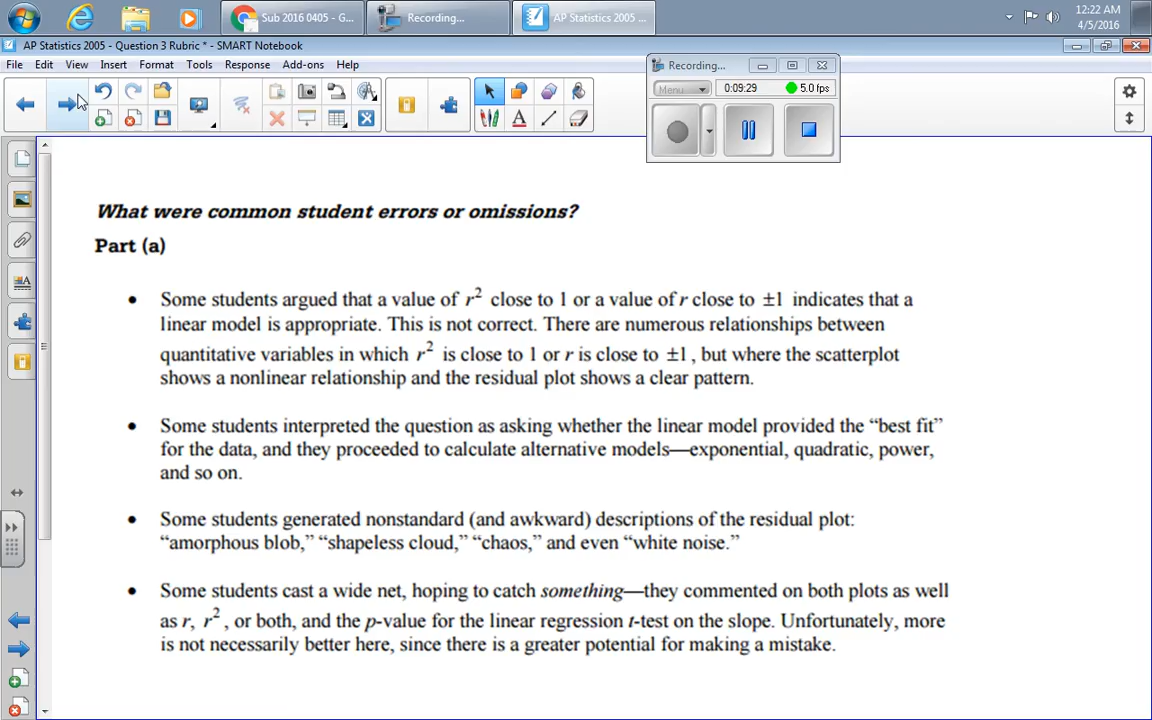 Sub 2016 0405 - G...
Recording...
AP Statistics 2005 ...
12:22 AM
4/5/2016
AP Statistics 2005 - Question 3 Rubric * - SMART Notebook
File Edit View Insert Format Tools Response Add-ons Help
Recording...
Menu 0:09:29 5.0 fps
What were common student errors or omissions?
Part (a)
• Some students argued that a value of r² close to 1 or a value of r close to ±1 indicates that a
linear model is appropriate. This is not correct. There are numerous relationships between
quantitative variables in which r² is close to 1 or r is close to ±1, but where the scatterplot
shows a nonlinear relationship and the residual plot shows a clear pattern.
• Some students interpreted the question as asking whether the linear model provided the “best fit”
for the data, and they proceeded to calculate alternative models—exponential, quadratic, power,
and so on.
• Some students generated nonstandard (and awkward) descriptions of the residual plot:
“amorphous blob,” “shapeless cloud,” “chaos,” and even “white noise.”
• Some students cast a wide net, hoping to catch something—they commented on both plots as well
as r, r², or both, and the p-value for the linear regression t-test on the slope. Unfortunately, more
is not necessarily better here, since there is a greater potential for making a mistake.